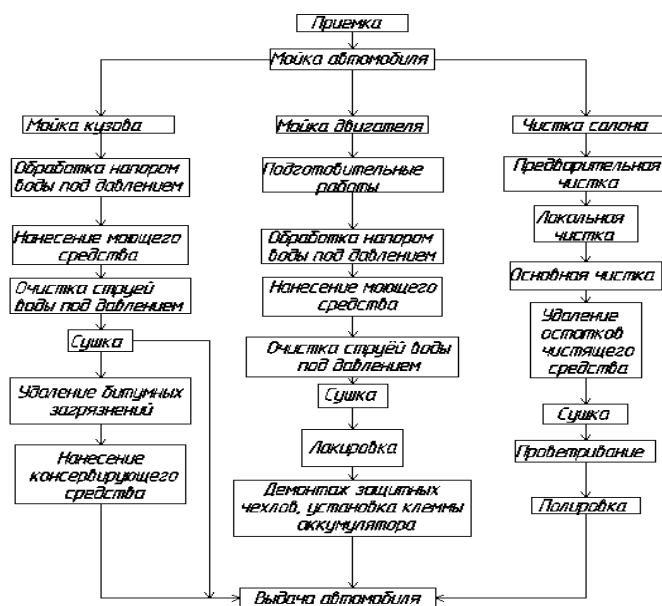 Приемка
Мойка автомобиля
Мойка кузова
Обработка напором
воды под давлением
Нанесение моющего
средства
Очистка струей
воды под давлением
Сушка
Удаление битумных
загрязнений
Нанесение
консервирующего
средства
Мойка двигателя
Подготовительные
работы
Обработка напором
воды под давлением
Нанесение моющего
средства
Очистка струёй воды
под давлением
Сушка
Лакировка
Демонтаж защитных
чехлов, установка клеммы
аккумулятора
Чистка салона
Предварительная
чистка
Локальная
чистка
Основная чистка
Удаление
остатков
чистящего
средства
Сушка
Проветривание
Полировка
Выдача автомобиля